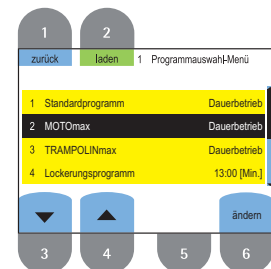 1 2
zurück laden 1 Programmauswahl-Menü
1 Standardprogramm Dauerbetrieb
2 MOTOmax Dauerbetrieb
3 TRAMPOLINmax Dauerbetrieb
4 Lockerungsprogramm 13:00 [Min.]
ändern
3 4 5 6